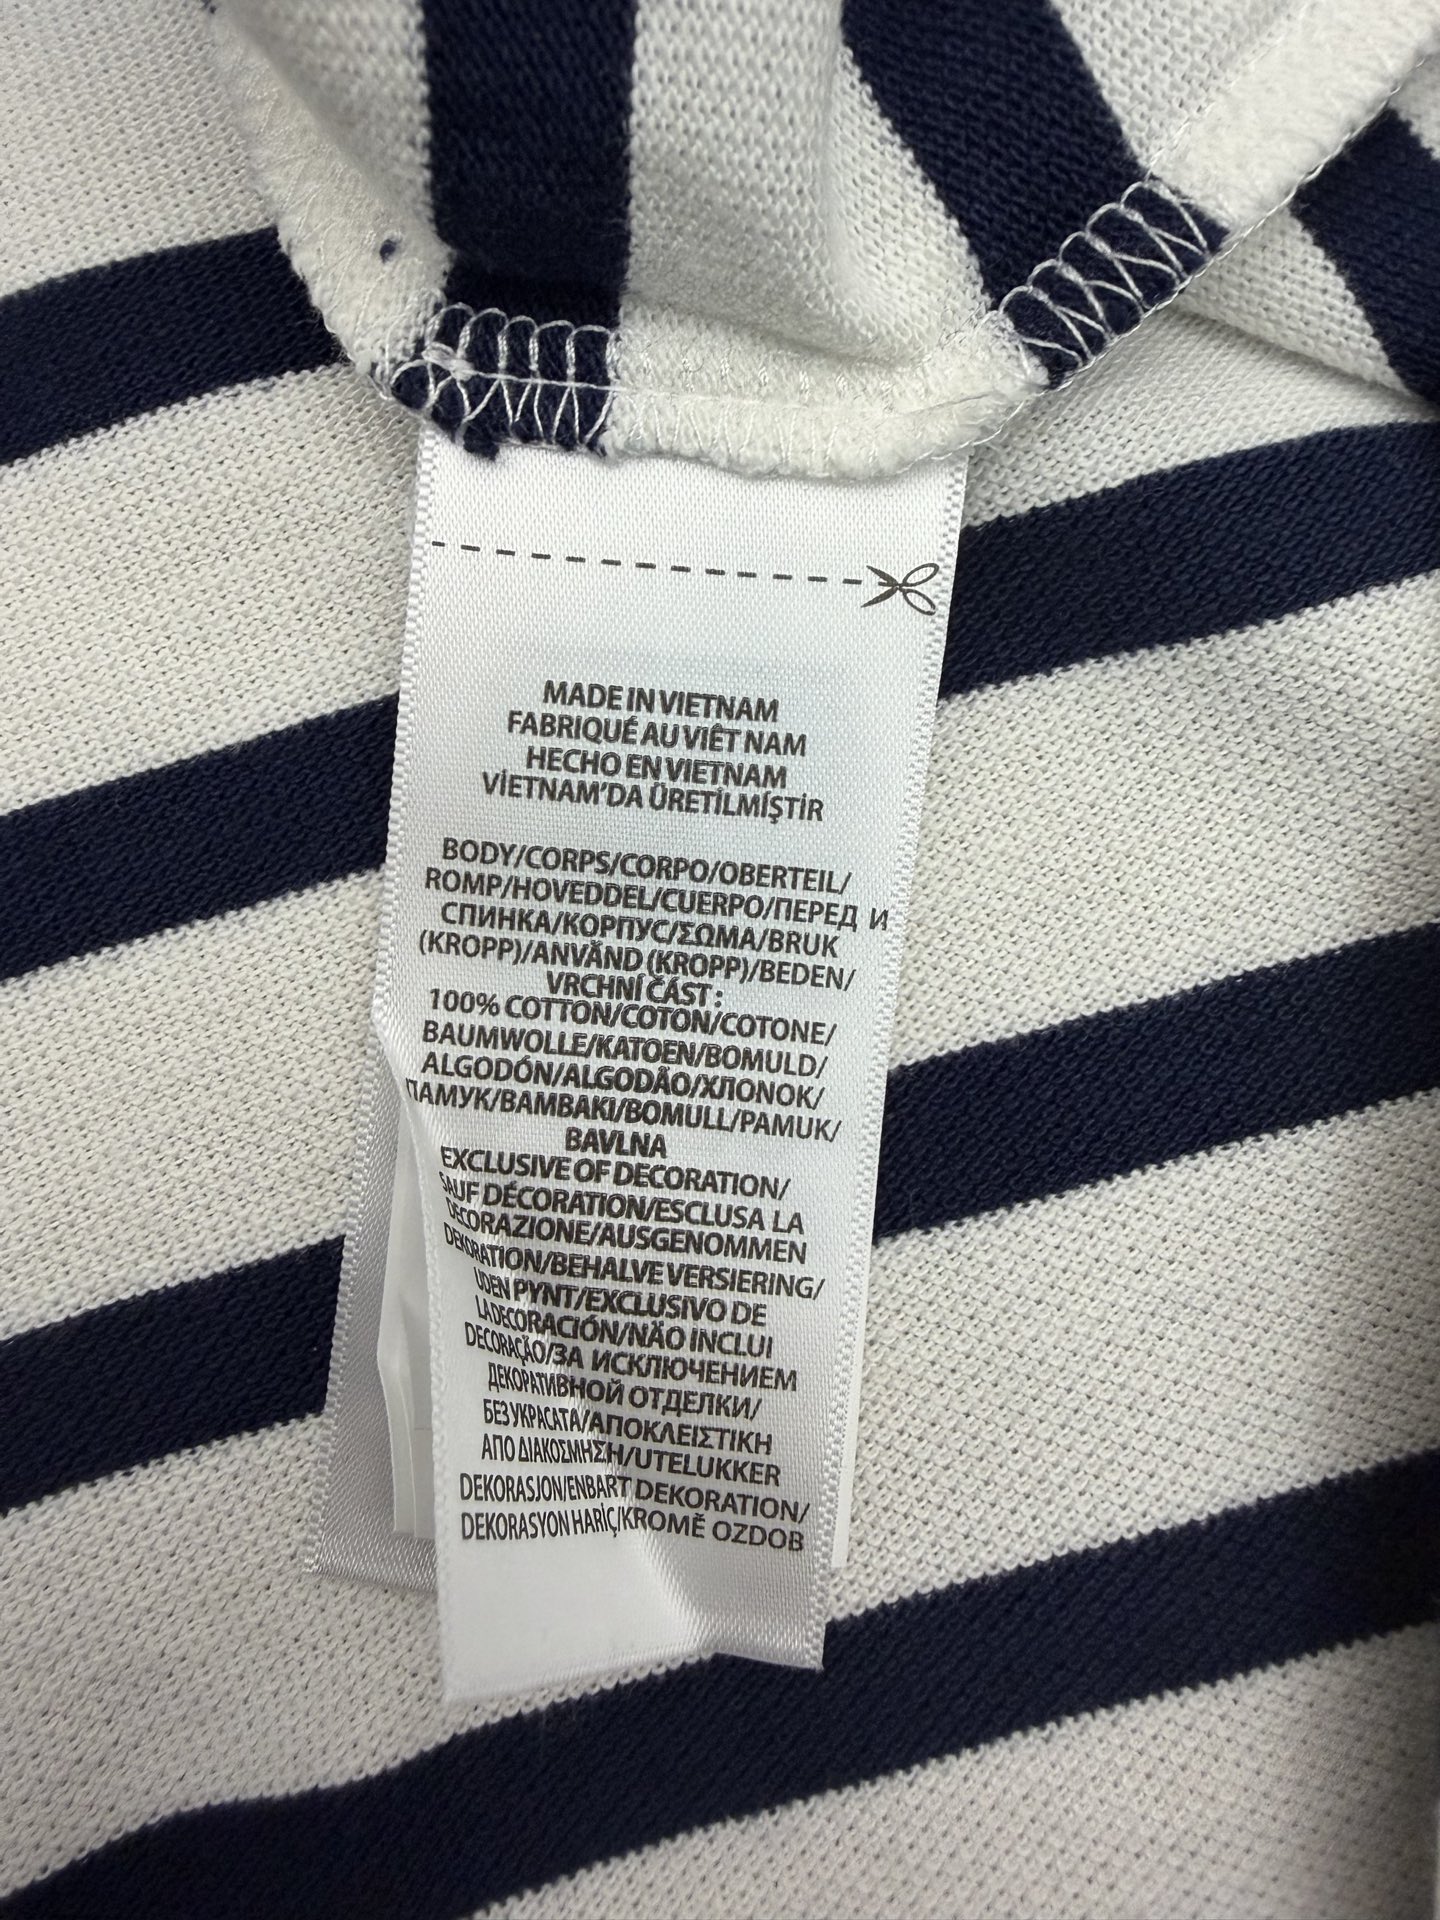 MADE IN VIETNAM
FABRIQUÉ AU VIÊT NAM
HECHO EN VIETNAM
VİETNAM'DA ÜRETİLMİŞTİR
BODY/CORPS/CORPO/OBERTEIL/
ROMP/HOVEDDEL/CUERPO/ПЕРЕД И
СПИНКА/КОРПУС/ΣΩΜΑ/BRUK
(KROPP)/ANVÄND (KROPP)/BEDEN/
VRCHNÍ ČÁST :
100% COTTON/COTON/COTONE/
BAUMWOLLE/KATOEN/BOMULD/
ALGODÓN/ALGODÃO/ХЛОПОК/
ПАМУК/ΒΑΜΒΑΚΙ/BOMULL/PAMUK/
BAVLNA
EXCLUSIVE OF DECORATION/
SAUF DÉCORATION/ESCLUSA LA
DECORAZIONE/AUSGENOMMEN
DEKORATION/BEHALVE VERSIERING/
UDEN PYNT/EXCLUSIVO DE
LA DECORACIÓN/NÃO INCLUI
DECORAÇÃO/ЗА ИСКЛЮЧЕНИЕМ
ДЕКОРАТИВНОЙ ОТДЕЛКИ/
БЕЗ УКРАСАТА/ΑΠΟΚΛΕΙΣΤΙΚΗ
ΑΠΟ ΔΙΑΚΟΣΜΗΣΗ/UTELUKKER
DEKORASJON/ENBART DEKORATION/
DEKORASYON HARİÇ/KROMĚ OZDOB